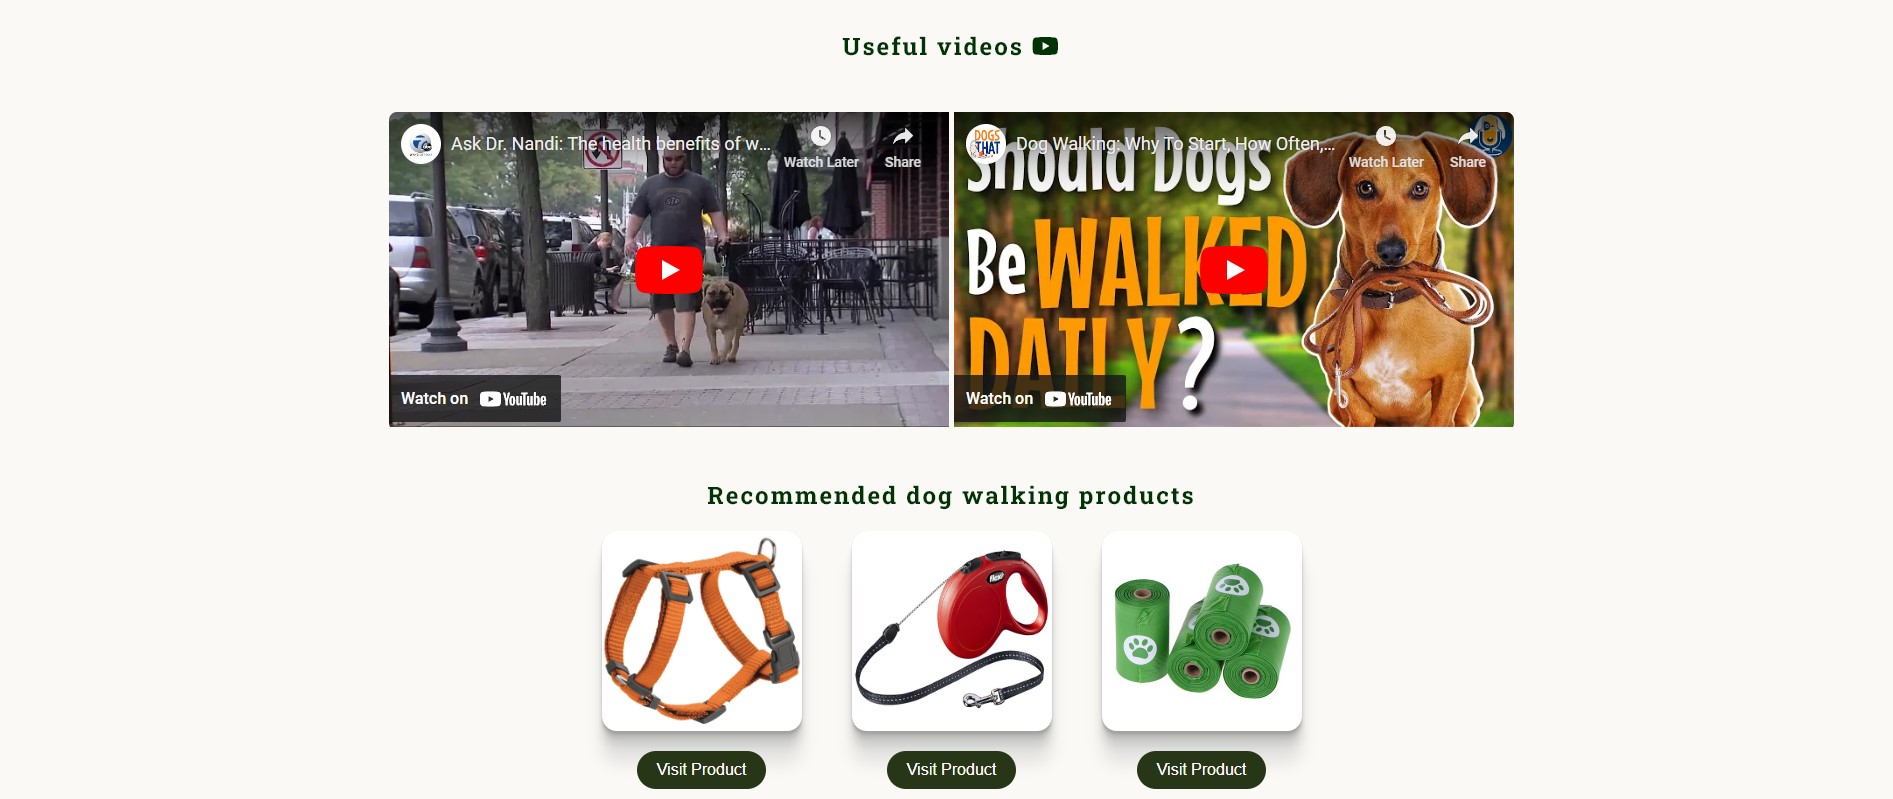 Useful videos
Ask Dr. Nandi: The health benefits of w...
Watch Later
Share
Watch on YouTube
Dog Walking: Why To Start, How Often,...
Watch Later
Share
DOGS
THAT
Should Dogs
Be WALKED
DAILY?
Watch on YouTube
Recommended dog walking products
flexi
Visit Product
Visit Product
Visit Product